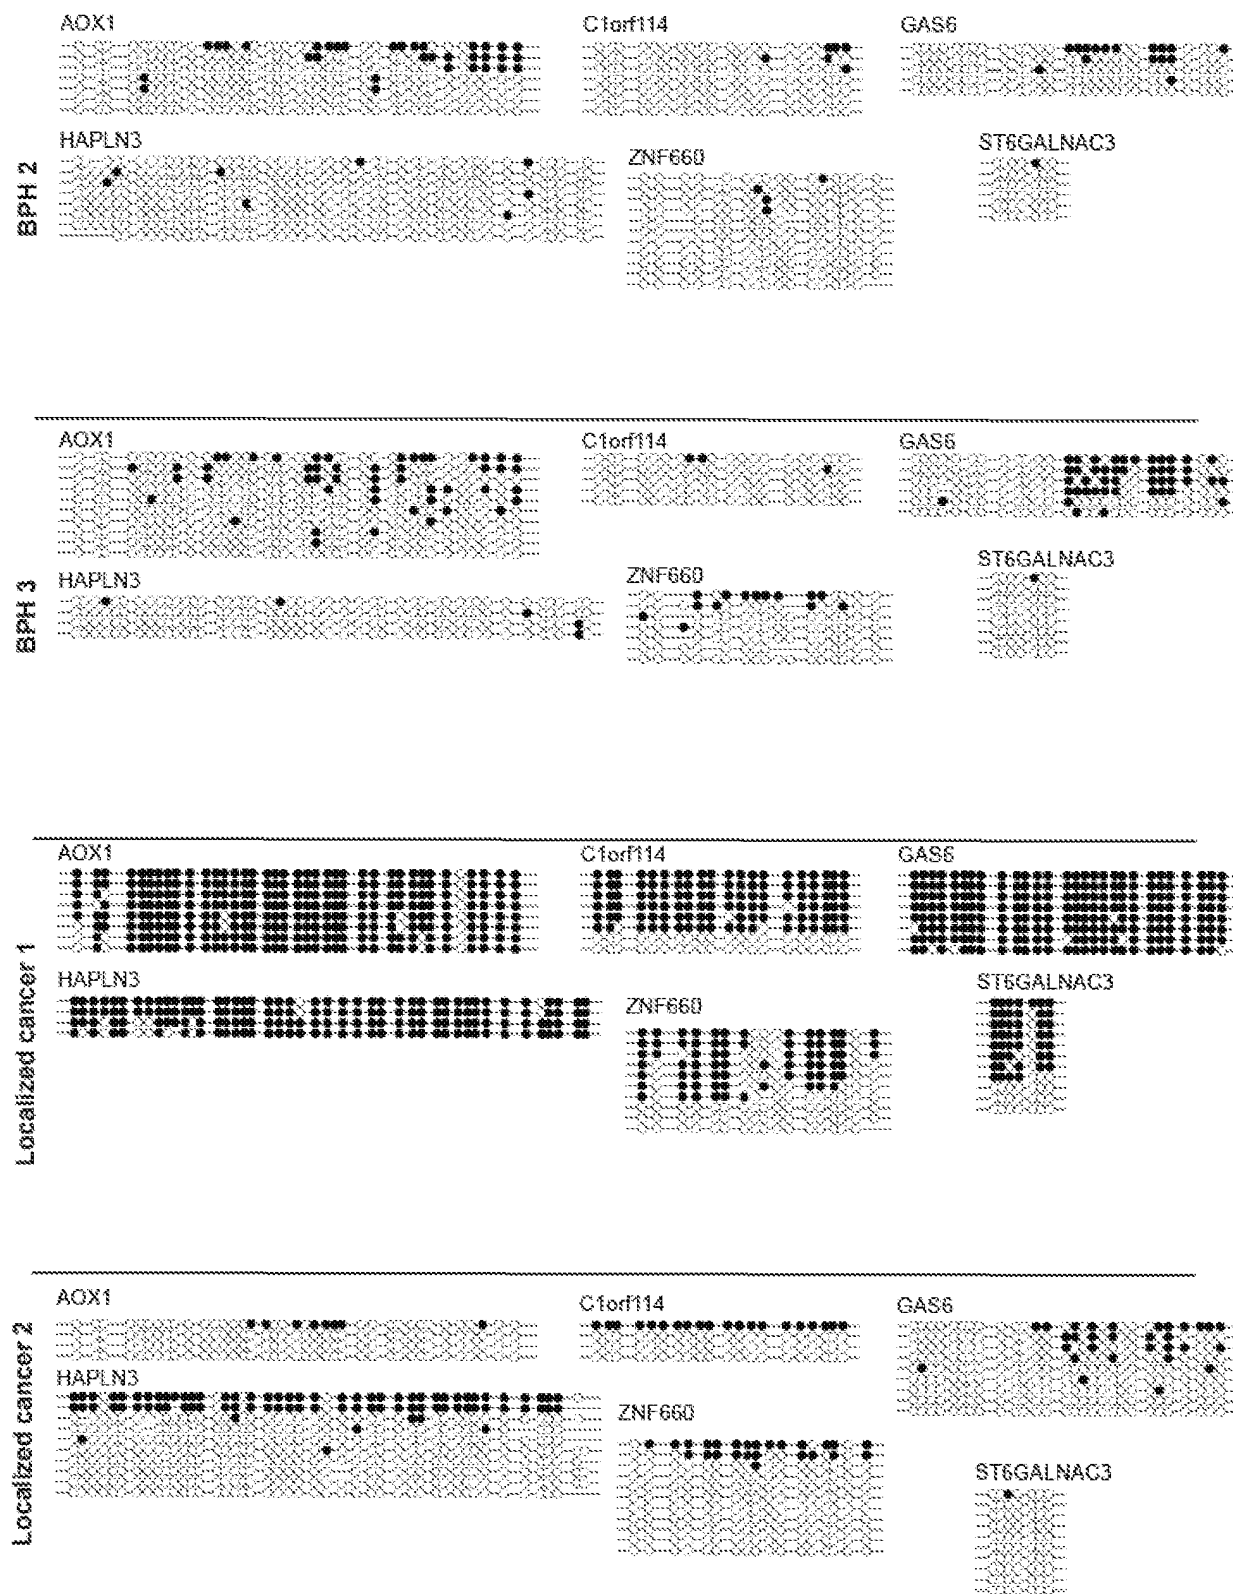 AOX1
C1orf114
GAS6
HAPLN3
ZNF660
ST6GALNAC3
BPH 2
AOX1
C1orf114
GAS6
HAPLN3
ZNF660
ST6GALNAC3
BPH 3
AOX1
C1orf114
GAS6
HAPLN3
ZNF660
ST6GALNAC3
Localized cancer 1
AOX1
C1orf114
GAS6
HAPLN3
ZNF660
ST6GALNAC3
Localized cancer 2